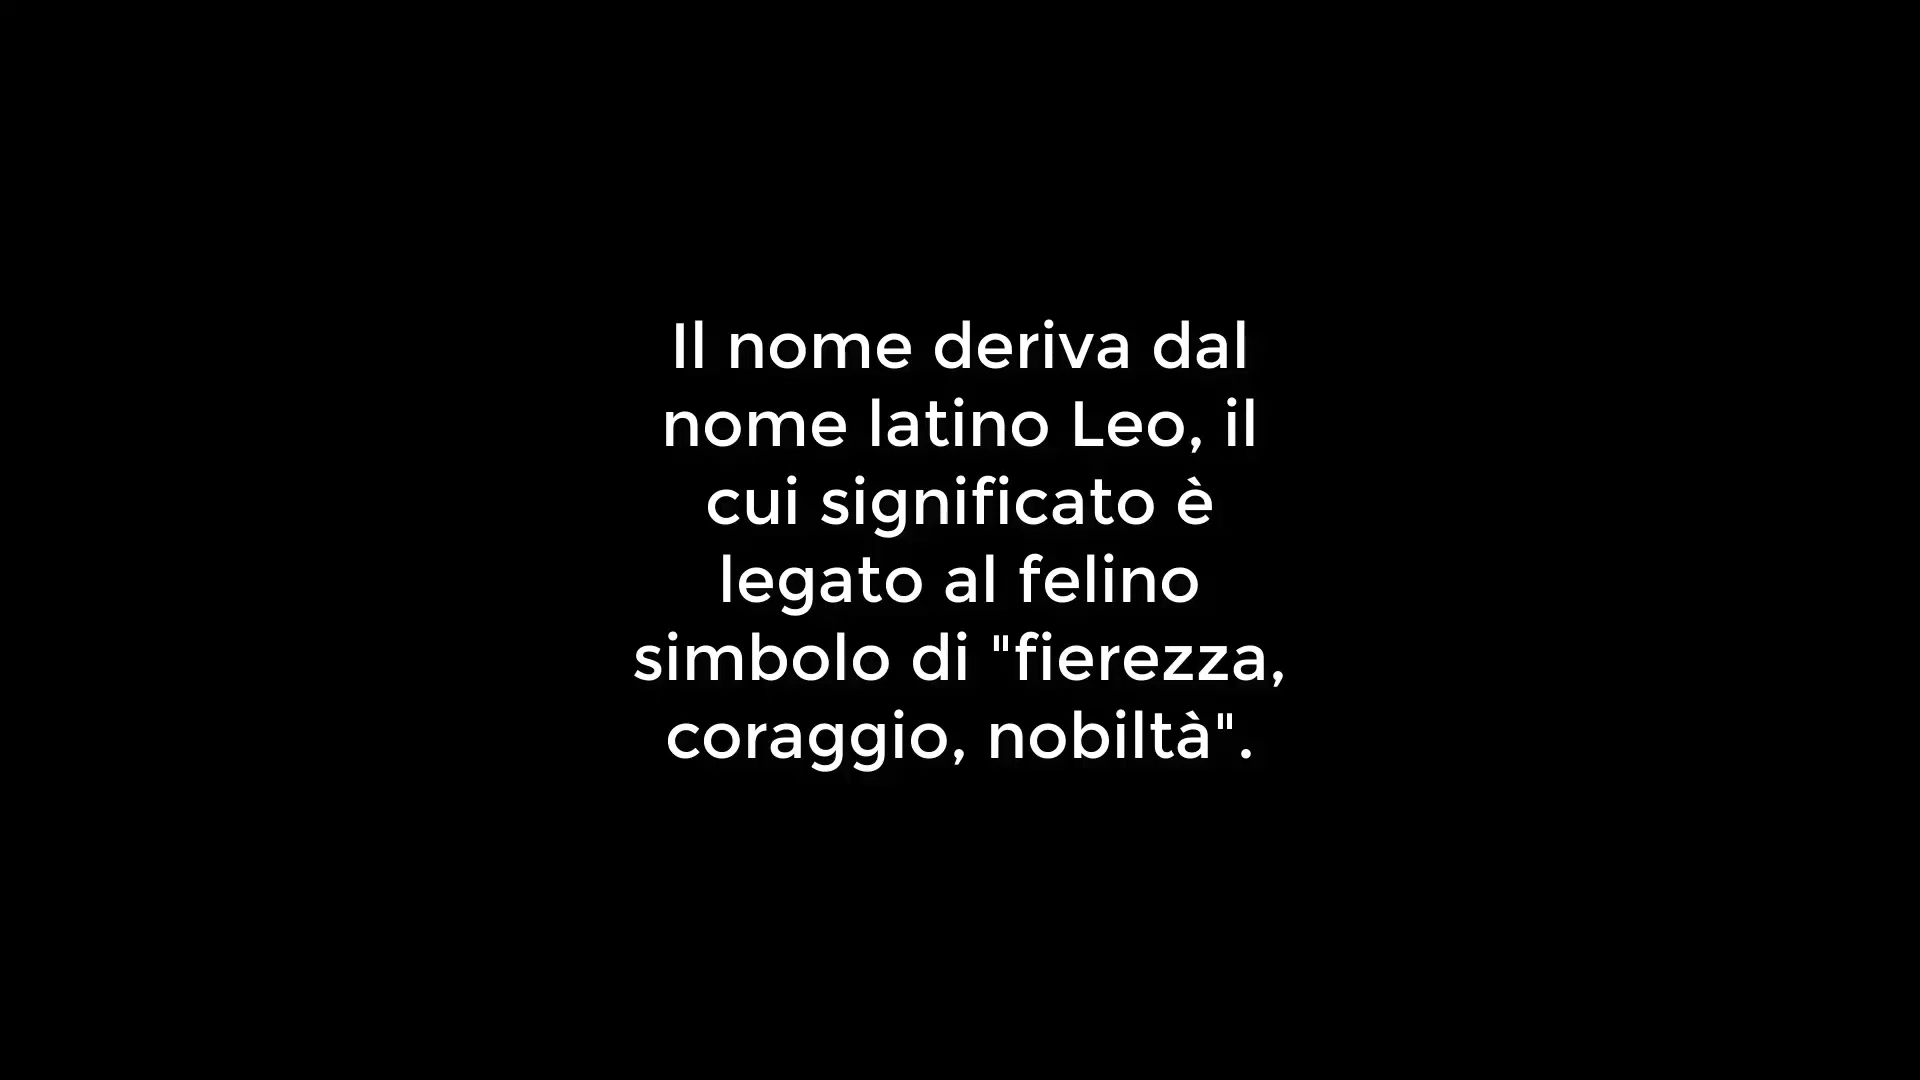 Il nome deriva dal
nome latino Leo, il
cui significato è
legato al felino
simbolo di "fierezza,
coraggio, nobiltà".